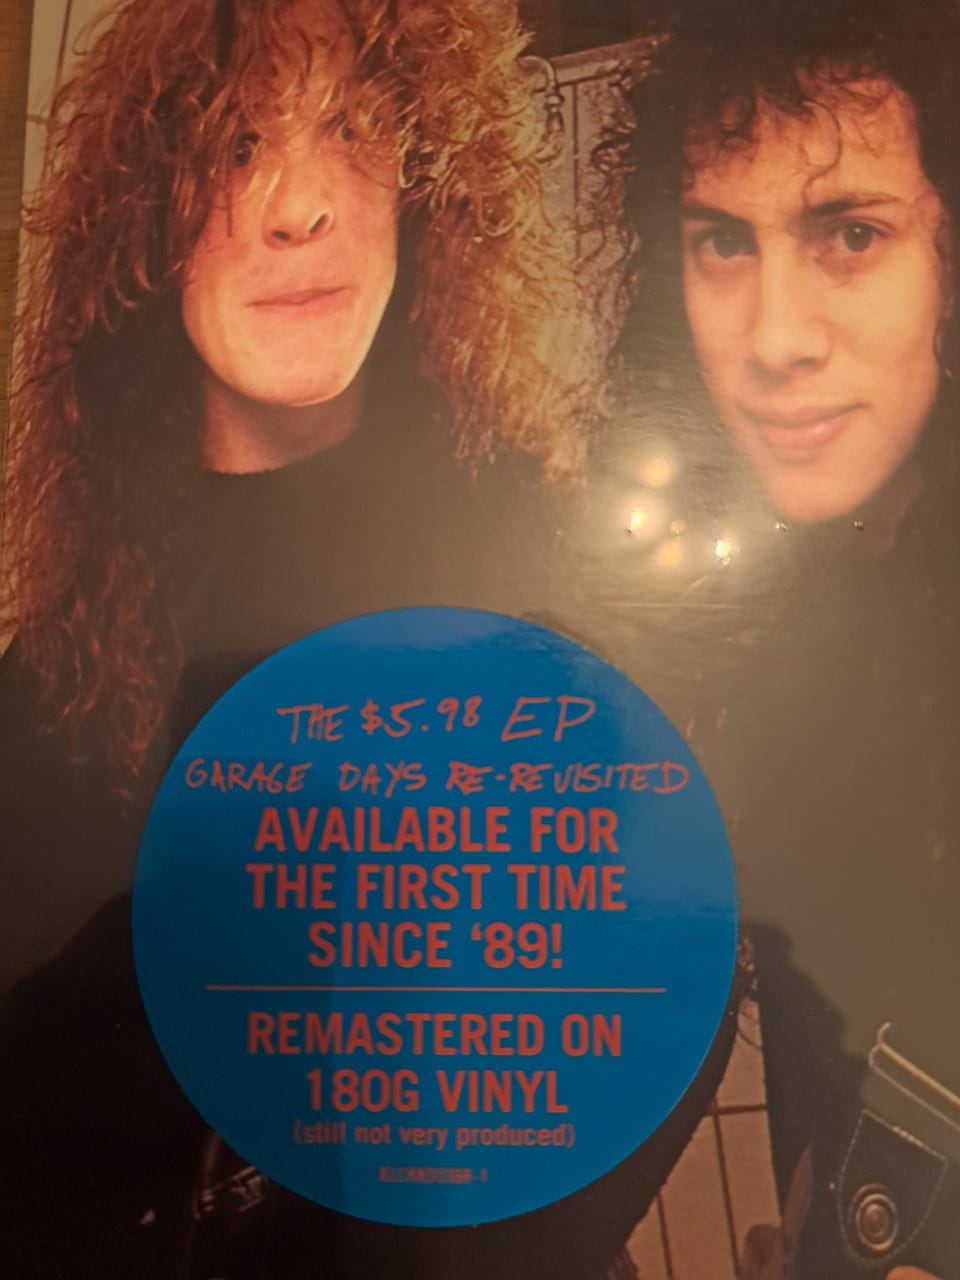 THE $5.98 EP
GARAGE DAYS RE-REVISITED
AVAILABLE FOR
THE FIRST TIME
SINCE ‘89!
REMASTERED ON
180G VINYL
(still not very produced)